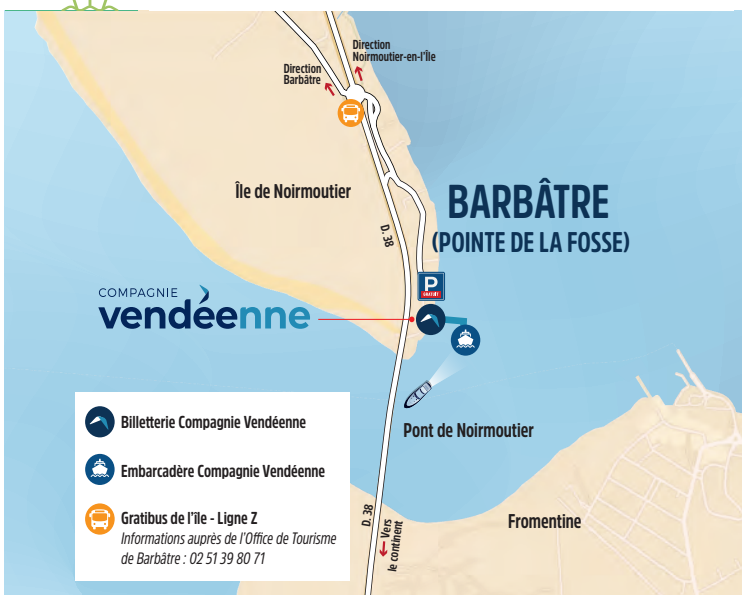 Direction
Noirmoutier-en-l'Île
Direction
Barbâtre
Île de Noirmoutier
BARBÂTRE
(POINTE DE LA FOSSE)
D. 38
P
GRATUIT
COMPAGNIE
vendéenne
Billetterie Compagnie Vendéenne
Embarcadère Compagnie Vendéenne
Gratibus de l'île - Ligne Z
Informations auprès de l'Office de Tourisme
de Barbâtre : 02 51 39 80 71
Pont de Noirmoutier
D. 38
Vers
le continent
Fromentine